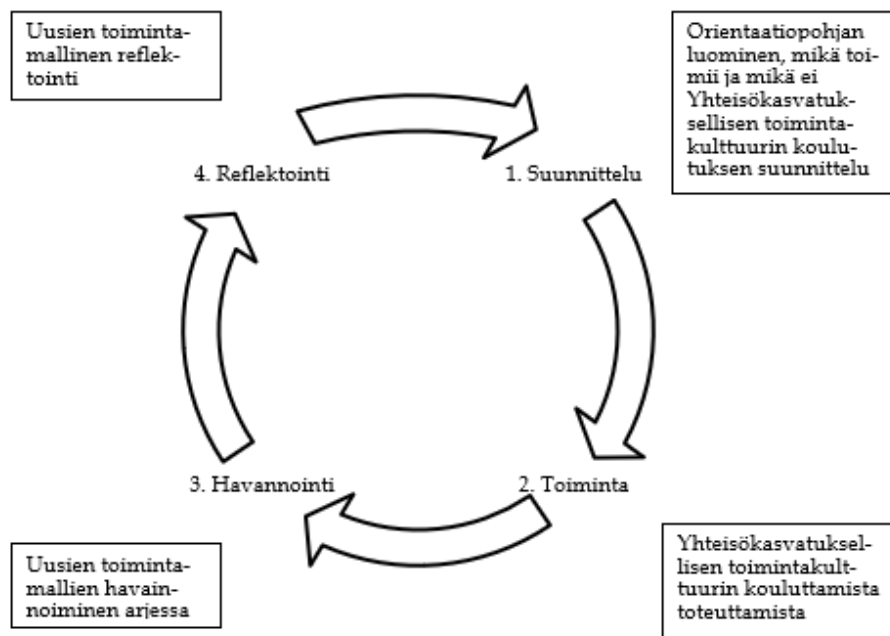 Uusien toiminta-
mallinen reflek-
tointi
Orientaatiopohjan
luominen, mikä toi-
mii ja mikä ei
Yhteisökasvatuk-
sellisen toiminta-
kulttuurin koulu-
tuksen suunnittelu
4. Reflektointi
1. Suunnittelu
3. Havannointi
2. Toiminta
Uusien toiminta-
mallien havain-
noiminen arjessa
Yhteisökasvatuksel-
lisen toimintakult-
tuurin kouluttamista
toteuttamista